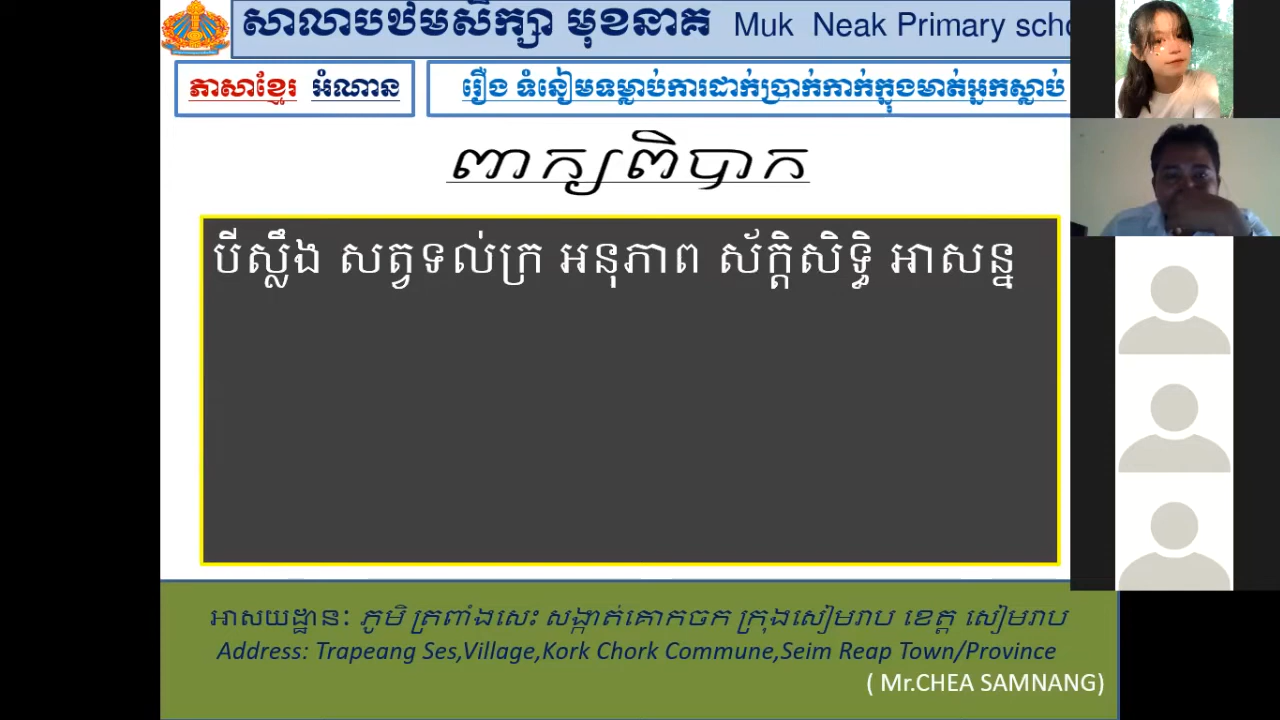 សាលាបឋមសិក្សា មុខនាគ Muk Neak Primary
ភាសាខ្មែរ អំណាន រឿង ទំនៀមទម្លាប់ការដាក់ប្រាក់កាក់ក្នុងមាត់អ្នកស្លាប់
ពាក្យពិបាក
បីស្លឹង សត្វទល់ក្រ អនុភាព ស័ក្តិសិទ្ធិ អាសន្ន
អាសយដ្ឋាន: ភូមិ ត្រពាំងសេះ សង្កាត់គោកចក ក្រុងសៀមរាប ខេត្ត សៀមរាប
Address: Trapeang Ses,Village,Kork Chork Commune,Seim Reap Town/Province
( Mr.CHEA SAMNANG)